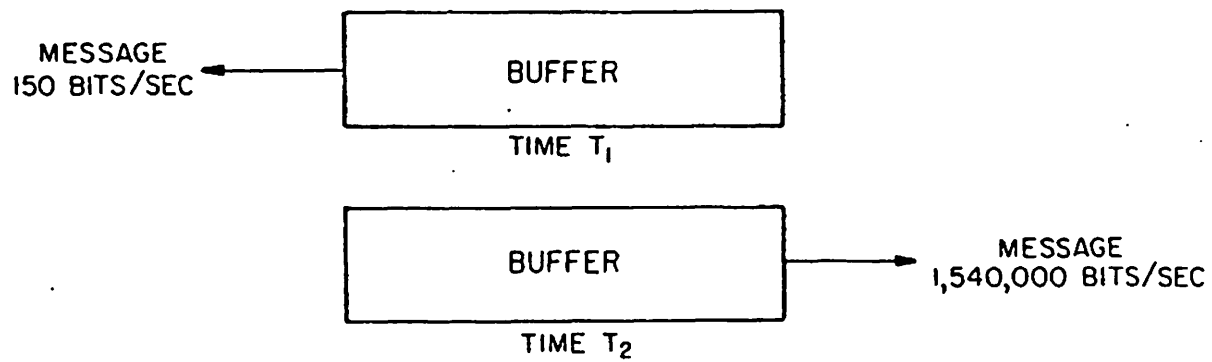 MESSAGE
150 BITS/SEC
BUFFER
TIME T₁
BUFFER
MESSAGE
1,540,000 BITS/SEC
TIME T₂